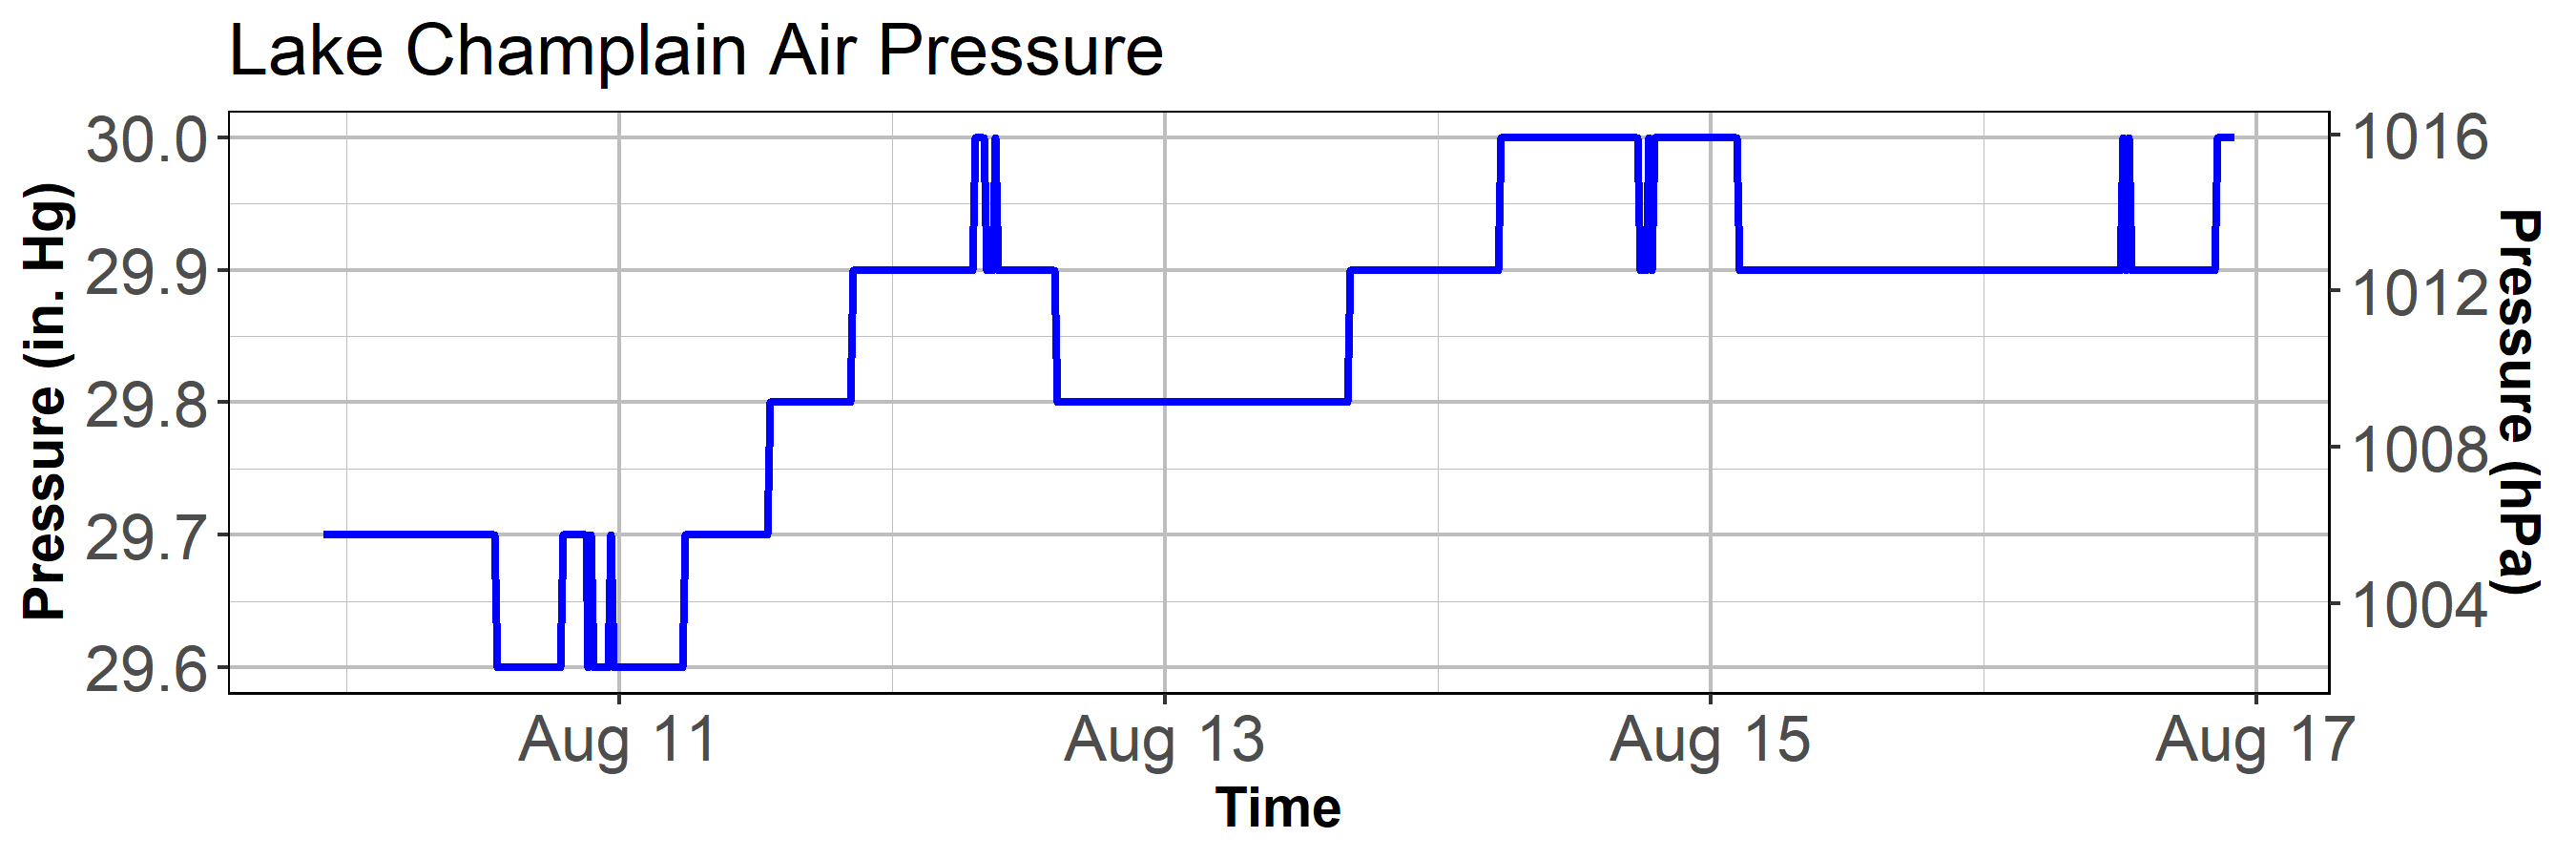 Lake Champlain Air Pressure
30.0
29.9
29.8
29.7
29.6
Pressure (in. Hg)
1016
1012
1008
1004
Pressure (hPa)
Aug 11
Aug 13
Aug 15
Aug 17
Time